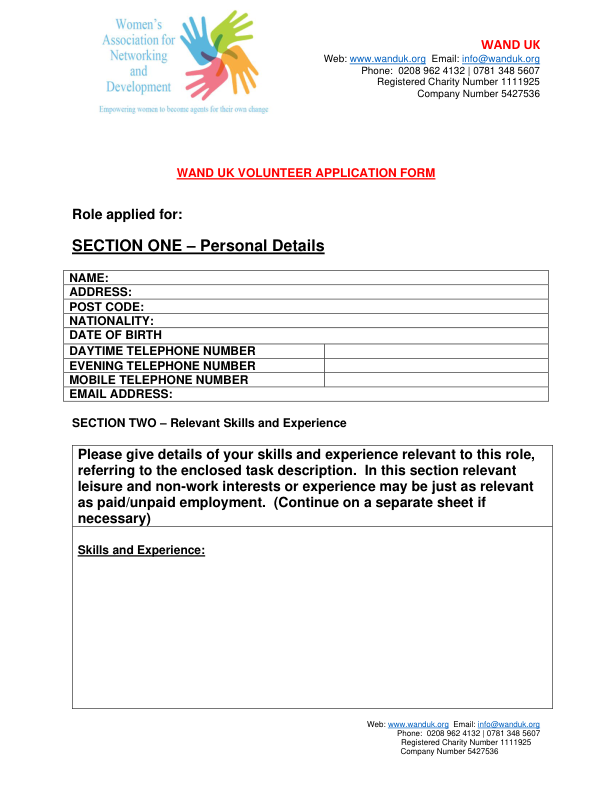 Women's
Association for
Networking
and
Development
Empowering women to become agents for their own change
WAND UK
Web: www.wanduk.org Email: info@wanduk.org
Phone: 0208 962 4132 | 0781 348 5607
Registered Charity Number 1111925
Company Number 5427536
WAND UK VOLUNTEER APPLICATION FORM
Role applied for:
SECTION ONE – Personal Details
NAME:
ADDRESS:
POST CODE:
NATIONALITY:
DATE OF BIRTH
DAYTIME TELEPHONE NUMBER
EVENING TELEPHONE NUMBER
MOBILE TELEPHONE NUMBER
EMAIL ADDRESS:
SECTION TWO – Relevant Skills and Experience
Please give details of your skills and experience relevant to this role,
referring to the enclosed task description. In this section relevant
leisure and non-work interests or experience may be just as relevant
as paid/unpaid employment. (Continue on a separate sheet if
necessary)
Skills and Experience:
Web: www.wanduk.org Email: info@wanduk.org
Phone: 0208 962 4132 | 0781 348 5607
Registered Charity Number 1111925
Company Number 5427536